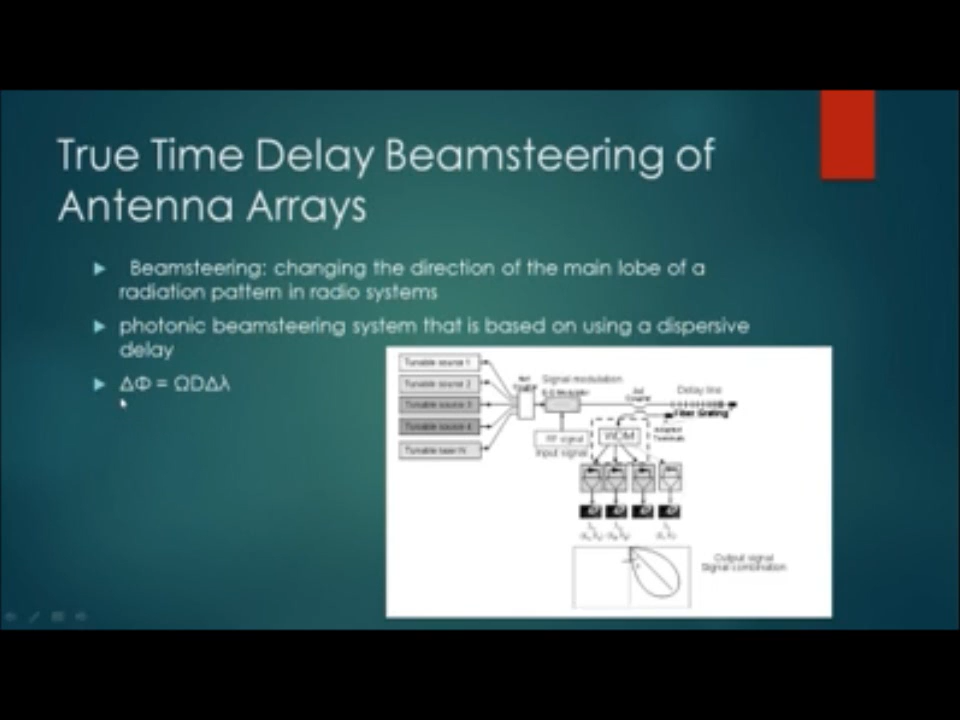 True Time Delay Beamsteering of
Antenna Arrays
Beamsteering: changing the direction of the main lobe of a
radiation pattern in radio systems
photonic beamsteering system that is based on using a dispersive
delay
ΔΦ = ΩDΔλ
Tunable source 1
Tunable source 2
Tunable source 3
Tunable source 4
Signal modulation
Delay line
Fiber Grating
RF signal
Input signal
WDM
Output signal
Signal combination